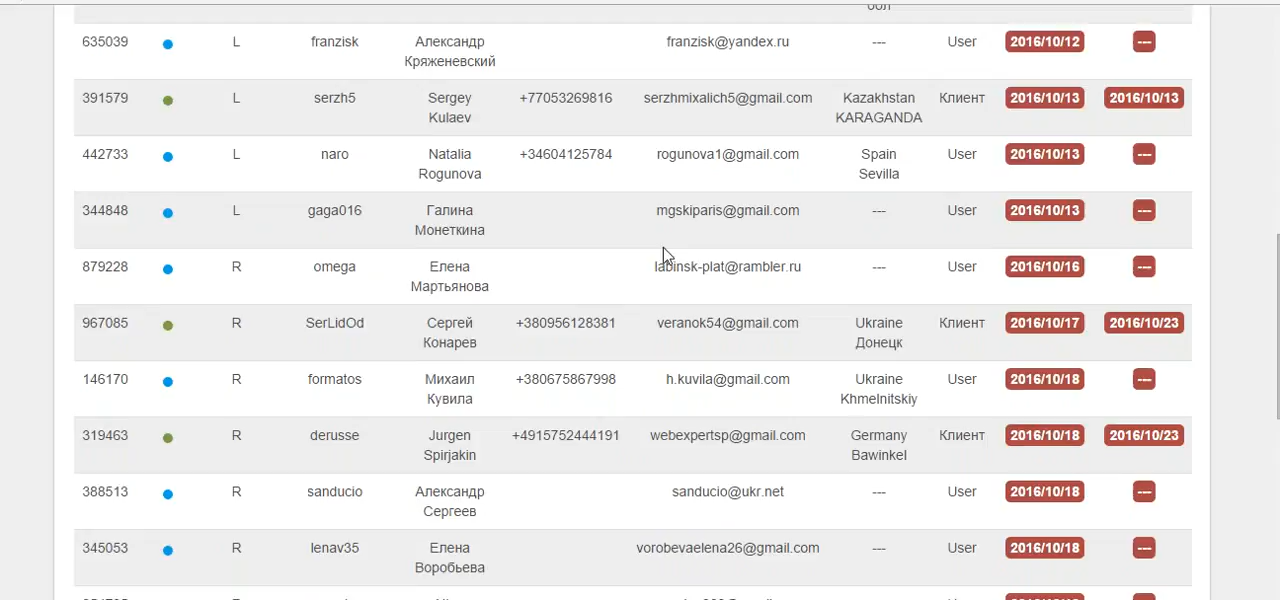 635039 L franzisk Александр franzisk@yandex.ru --- User 2016/10/12 ---
Кряженевский
391579 L serzh5 Sergey +77053269816 serzhmixalich5@gmail.com Kazakhstan Клиент 2016/10/13 2016/10/13
Kulaev KARAGANDA
442733 L naro Natalia +34604125784 rogunova1@gmail.com Spain User 2016/10/13 ---
Rogunova Sevilla
344848 L gaga016 Галина mgskiparis@gmail.com --- User 2016/10/13 ---
Монеткина
879228 R omega Елена labinsk-plat@rambler.ru --- User 2016/10/16 ---
Мартьянова
967085 R SerLidOd Сергей +380956128381 veranok54@gmail.com Ukraine Клиент 2016/10/17 2016/10/23
Конарев Донецк
146170 R formatos Михаил +380675867998 h.kuvila@gmail.com Ukraine User 2016/10/18 ---
Кувила Khmelnitskiy
319463 R derusse Jurgen +4915752444191 webexpertsp@gmail.com Germany Клиент 2016/10/18 2016/10/23
Spirjakin Bawinkel
388513 R sanducio Александр sanducio@ukr.net --- User 2016/10/18 ---
Сергеев
345053 R lenav35 Елена vorobevaelena26@gmail.com --- User 2016/10/18 ---
Воробьева